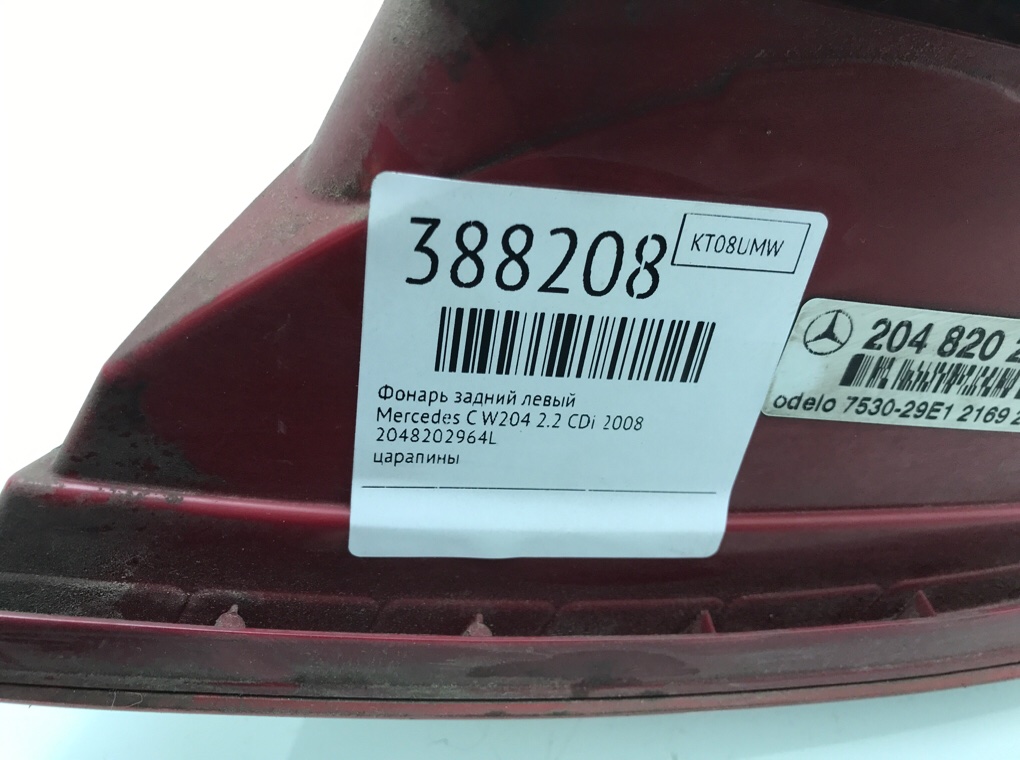 388208
KT08UMW
Фонарь задний левый
Mercedes C W204 2.2 CDi 2008
2048202964L
царапины
204 820 2
odelo 7530-29E1 2169 2